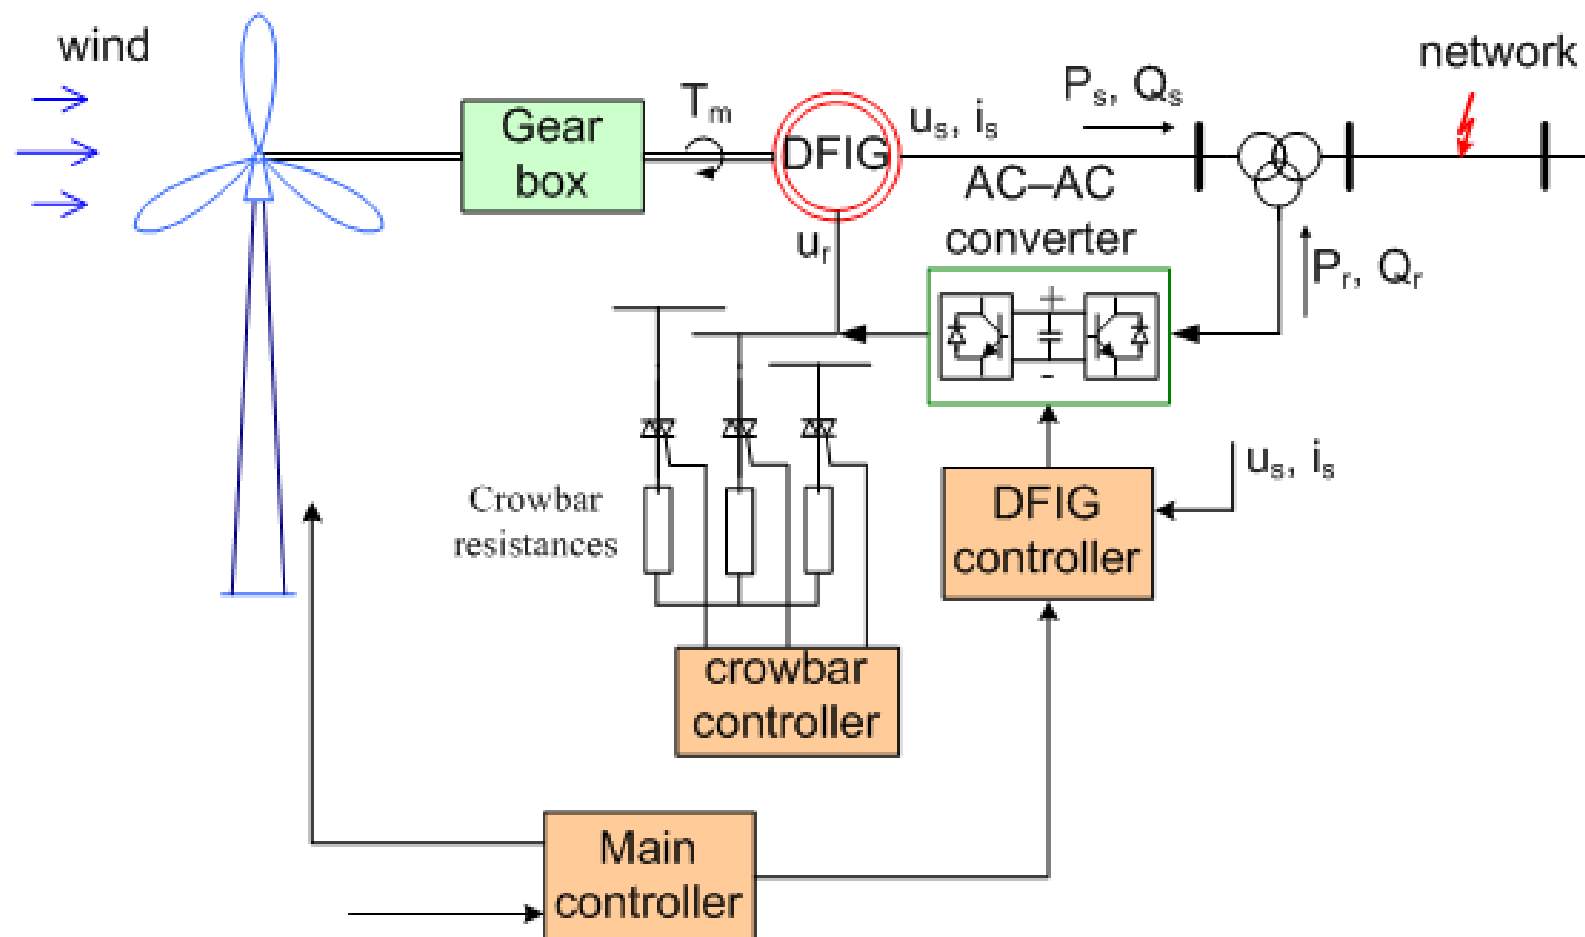 wind
network
Gear
box
Tm
DFIG
us, is
Ps, Qs
AC–AC
converter
ur
Pr, Qr
+
-
Crowbar
resistances
DFIG
controller
us, is
crowbar
controller
Main
controller